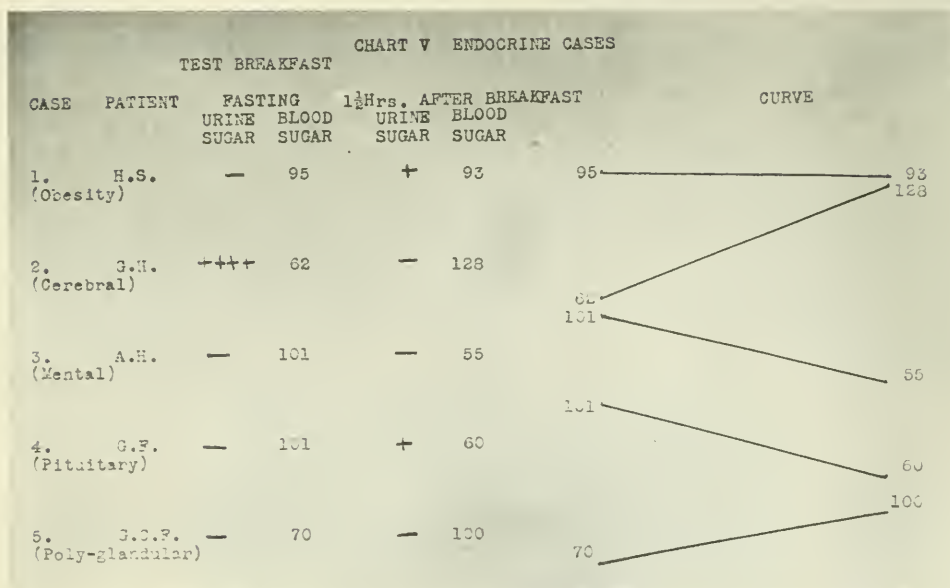 CHART V ENDOCRINE CASES
TEST BREAKFAST
CASE PATIENT FASTING 1½Hrs. AFTER BREAKFAST CURVE
URINE BLOOD URINE BLOOD
SUGAR SUGAR SUGAR SUGAR
1. H.S. — 95 + 93 95 93
(Obesity) 128
2. G.H. ++++ 62 — 128
(Cerebral)
62
101
3. A.H. — 101 — 55 55
(Mental)
101
4. G.F. — 101 + 60 60
(Pituitary)
100
5. — 70 — 100 70
(Poly-glandular)